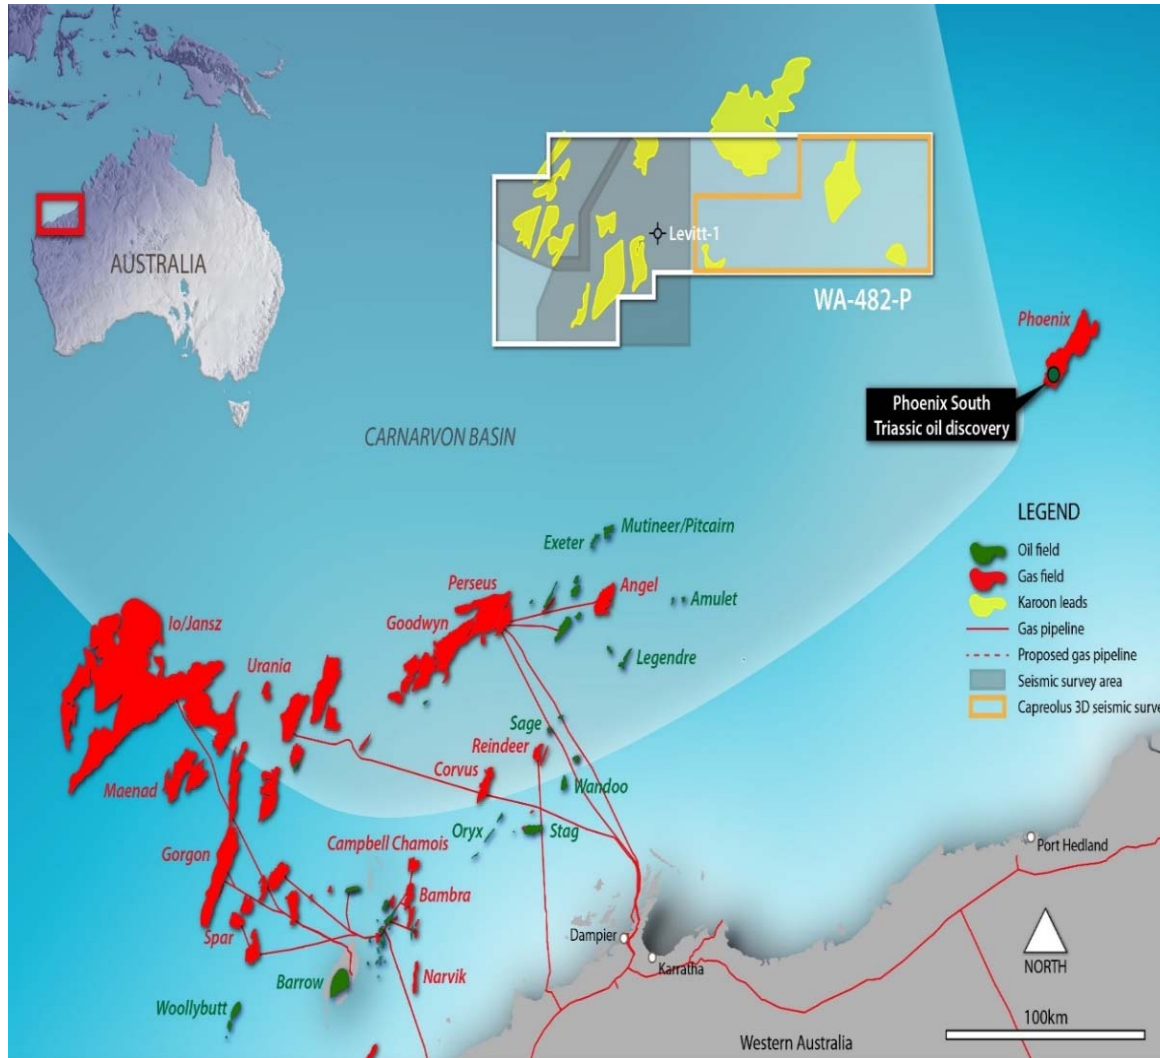 AUSTRALIA
Levitt-1
WA-482-P
Phoenix
Phoenix South
Triassic oil discovery
CARNARVON BASIN
LEGEND
Oil field
Gas field
Karoon leads
Gas pipeline
Proposed gas pipeline
Seismic survey area
Capreolus 3D seismic surve
Mutineer/Pitcairn
Exeter
Perseus
Angel
Amulet
Goodwyn
Io/Jansz
Legendre
Urania
Sage
Reindeer
Corvus
Wandoo
Maenad
Oryx
Stag
Campbell Chamois
Port Hedland
Gorgon
Bambra
Spar
Dampier
Karratha
NORTH
Barrow
Narvik
Woollybutt
100km
Western Australia